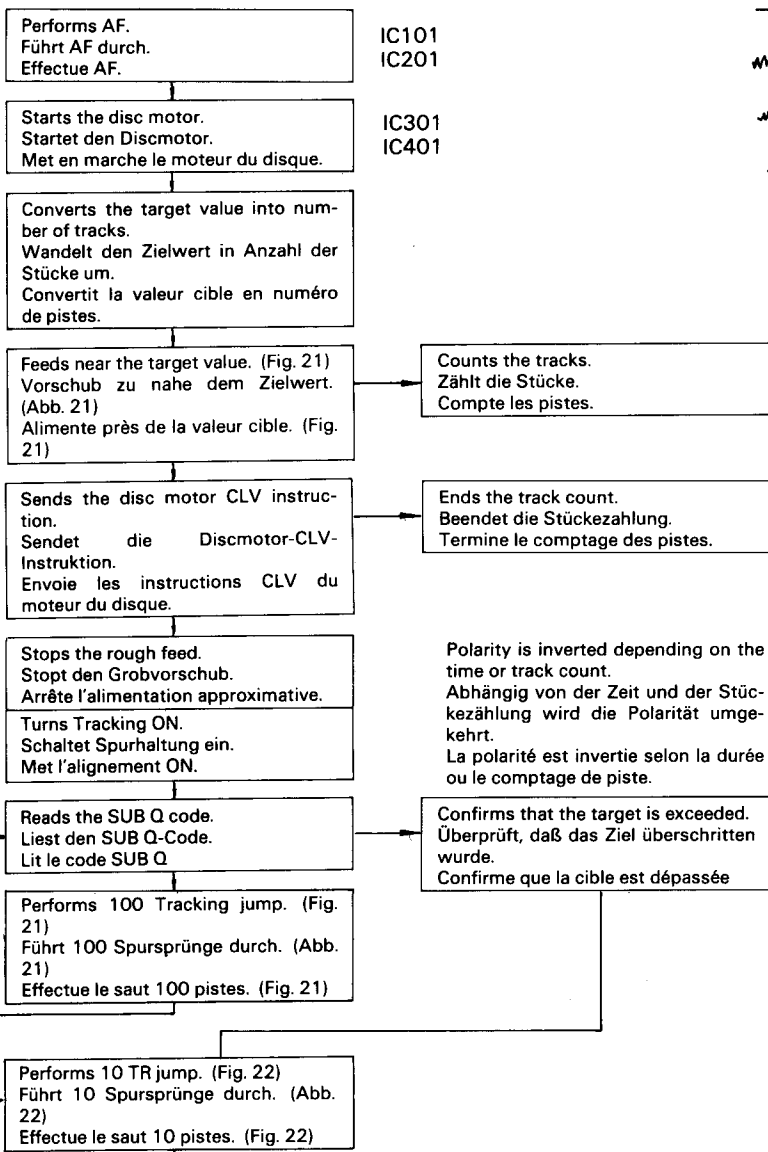 Performs AF.
Führt AF durch.
Effectue AF.
IC101
IC201
Starts the disc motor.
Startet den Discmotor.
Met en marche le moteur du disque.
IC301
IC401
Converts the target value into num-
ber of tracks.
Wandelt den Zielwert in Anzahl der
Stücke um.
Convertit la valeur cible en numéro
de pistes.
Feeds near the target value. (Fig. 21)
Vorschub zu nahe dem Zielwert.
(Abb. 21)
Alimente près de la valeur cible. (Fig.
21)
Counts the tracks.
Zählt die Stücke.
Compte les pistes.
Sends the disc motor CLV instruc-
tion.
Sendet die Discmotor-CLV-
Instruktion.
Envoie les instructions CLV du
moteur du disque.
Ends the track count.
Beendet die Stückezahlung.
Termine le comptage des pistes.
Stops the rough feed.
Stopt den Grobvorschub.
Arrête l'alimentation approximative.
Turns Tracking ON.
Schaltet Spurhaltung ein.
Met l'alignement ON.
Polarity is inverted depending on the
time or track count.
Abhängig von der Zeit und der Stüc-
kezählung wird die Polarität umge-
kehrt.
La polarité est invertie selon la durée
ou le comptage de piste.
Reads the SUB Q code.
Liest den SUB Q-Code.
Lit le code SUB Q
Confirms that the target is exceeded.
Überprüft, daß das Ziel überschritten
wurde.
Confirme que la cible est dépassée
Performs 100 Tracking jump. (Fig.
21)
Führt 100 Spursprünge durch. (Abb.
21)
Effectue le saut 100 pistes. (Fig. 21)
Performs 10 TR jump. (Fig. 22)
Führt 10 Spursprünge durch. (Abb.
22)
Effectue le saut 10 pistes. (Fig. 22)